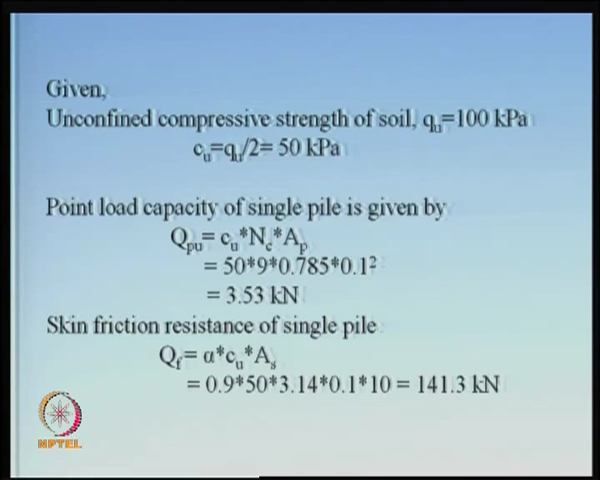 Given,
Unconfined compressive strength of soil, qu=100 kPa
cu=qu/2= 50 kPa
Point load capacity of single pile is given by
Qpu= cu*Nc*Ap
= 50*9*0.785*0.1²
= 3.53 kN
Skin friction resistance of single pile
Qf= α*cu*As
= 0.9*50*3.14*0.1*10 = 141.3 kN
NPTEL